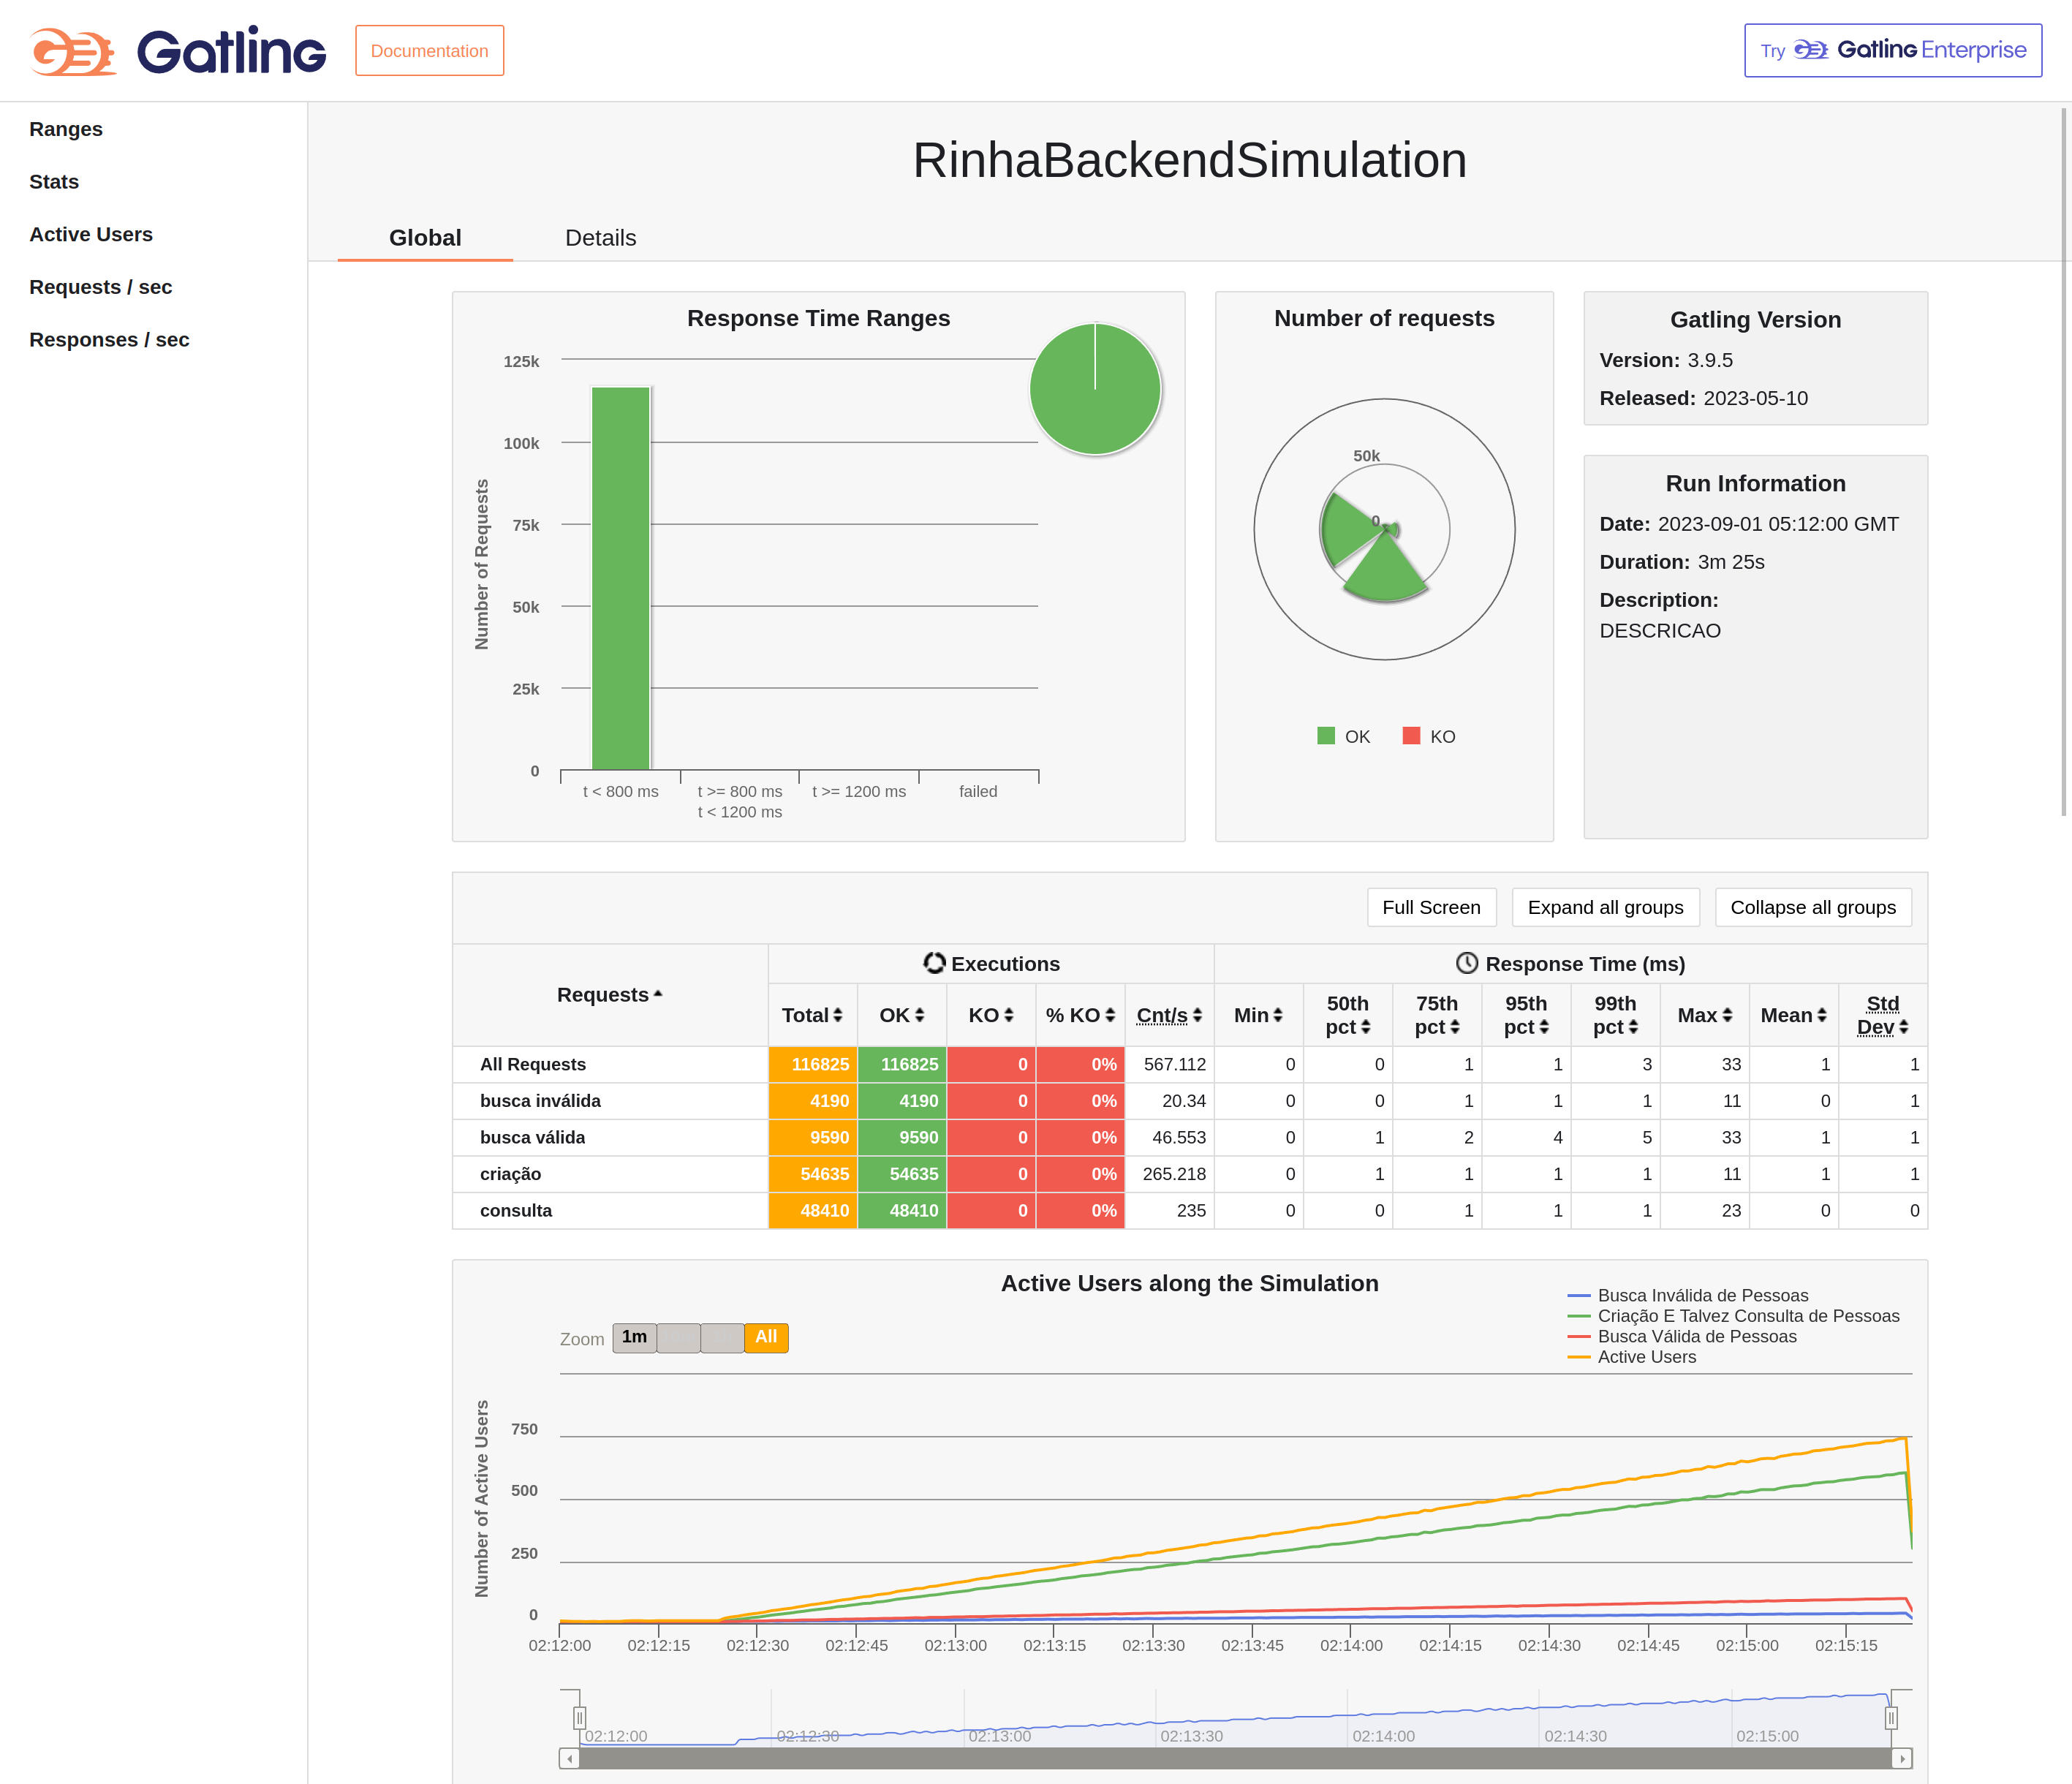 Gatling
Documentation
Try Gatling Enterprise
Ranges
Stats
Active Users
Requests / sec
Responses / sec
RinhaBackendSimulation
Global Details
Response Time Ranges
Number of Requests
125k
100k
75k
50k
25k
0
t < 800 ms
t >= 800 ms
t < 1200 ms
t >= 1200 ms
failed
Number of requests
50k
0
OK KO
Gatling Version
Version: 3.9.5
Released: 2023-05-10
Run Information
Date: 2023-09-01 05:12:00 GMT
Duration: 3m 25s
Description:
DESCRICAO
Full Screen Expand all groups Collapse all groups
Requests Executions Response Time (ms)
Total OK KO % KO Cnt/s Min 50th pct 75th pct 95th pct 99th pct Max Mean Std Dev
All Requests 116825 116825 0 0% 567.112 0 0 1 1 3 33 1 1
busca inválida 4190 4190 0 0% 20.34 0 0 1 1 1 11 0 1
busca válida 9590 9590 0 0% 46.553 0 1 2 4 5 33 1 1
criação 54635 54635 0 0% 265.218 0 1 1 1 1 11 1 1
consulta 48410 48410 0 0% 235 0 0 1 1 1 23 0 0
Active Users along the Simulation
Busca Inválida de Pessoas
Criação E Talvez Consulta de Pessoas
Busca Válida de Pessoas
Active Users
Zoom 1m All
Number of Active Users
750
500
250
0
02:12:00 02:12:15 02:12:30 02:12:45 02:13:00 02:13:15 02:13:30 02:13:45 02:14:00 02:14:15 02:14:30 02:14:45 02:15:00 02:15:15
02:12:00 02:12:30 02:13:00 02:13:30 02:14:00 02:14:30 02:15:00